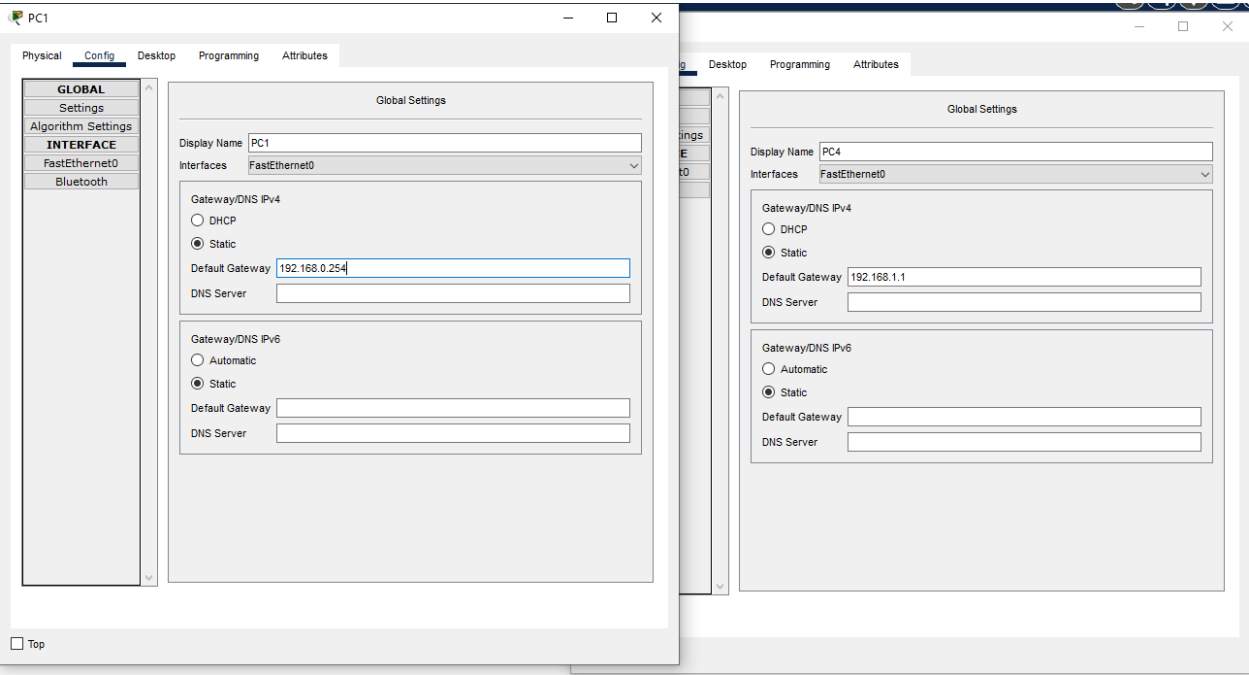 PC1
Physical Config Desktop Programming Attributes
GLOBAL
Settings
Algorithm Settings
INTERFACE
FastEthernet0
Bluetooth
Global Settings
Display Name PC1
Interfaces FastEthernet0
Gateway/DNS IPv4
DHCP
Static
Default Gateway 192.168.0.254
DNS Server
Gateway/DNS IPv6
Automatic
Static
Default Gateway
DNS Server
Top
g Desktop Programming Attributes
tings
E
t0
Global Settings
Display Name PC4
Interfaces FastEthernet0
Gateway/DNS IPv4
DHCP
Static
Default Gateway 192.168.1.1
DNS Server
Gateway/DNS IPv6
Automatic
Static
Default Gateway
DNS Server